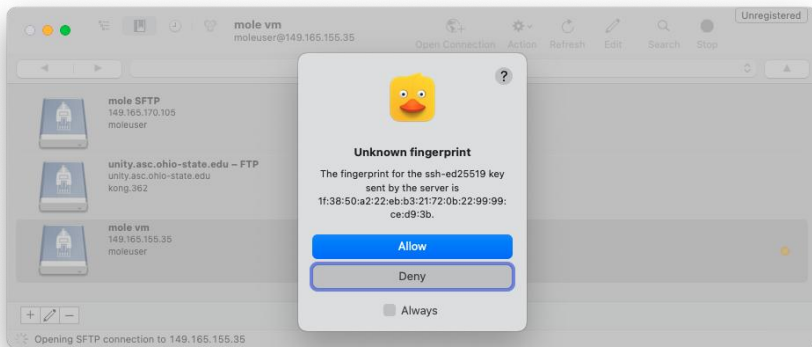 mole vm
moleuser@149.165.155.35
Open Connection
Action
Refresh
Edit
Search
Stop
Unregistered
mole SFTP
149.165.170.105
moleuser
unity.asc.ohio-state.edu – FTP
unity.asc.ohio-state.edu
kong.362
mole vm
149.165.155.35
moleuser
?
Unknown fingerprint
The fingerprint for the ssh-ed25519 key
sent by the server is
1f:38:50:a2:22:eb:b3:21:72:0b:22:99:99:
ce:d9:3b.
Allow
Deny
Always
Opening SFTP connection to 149.165.155.35